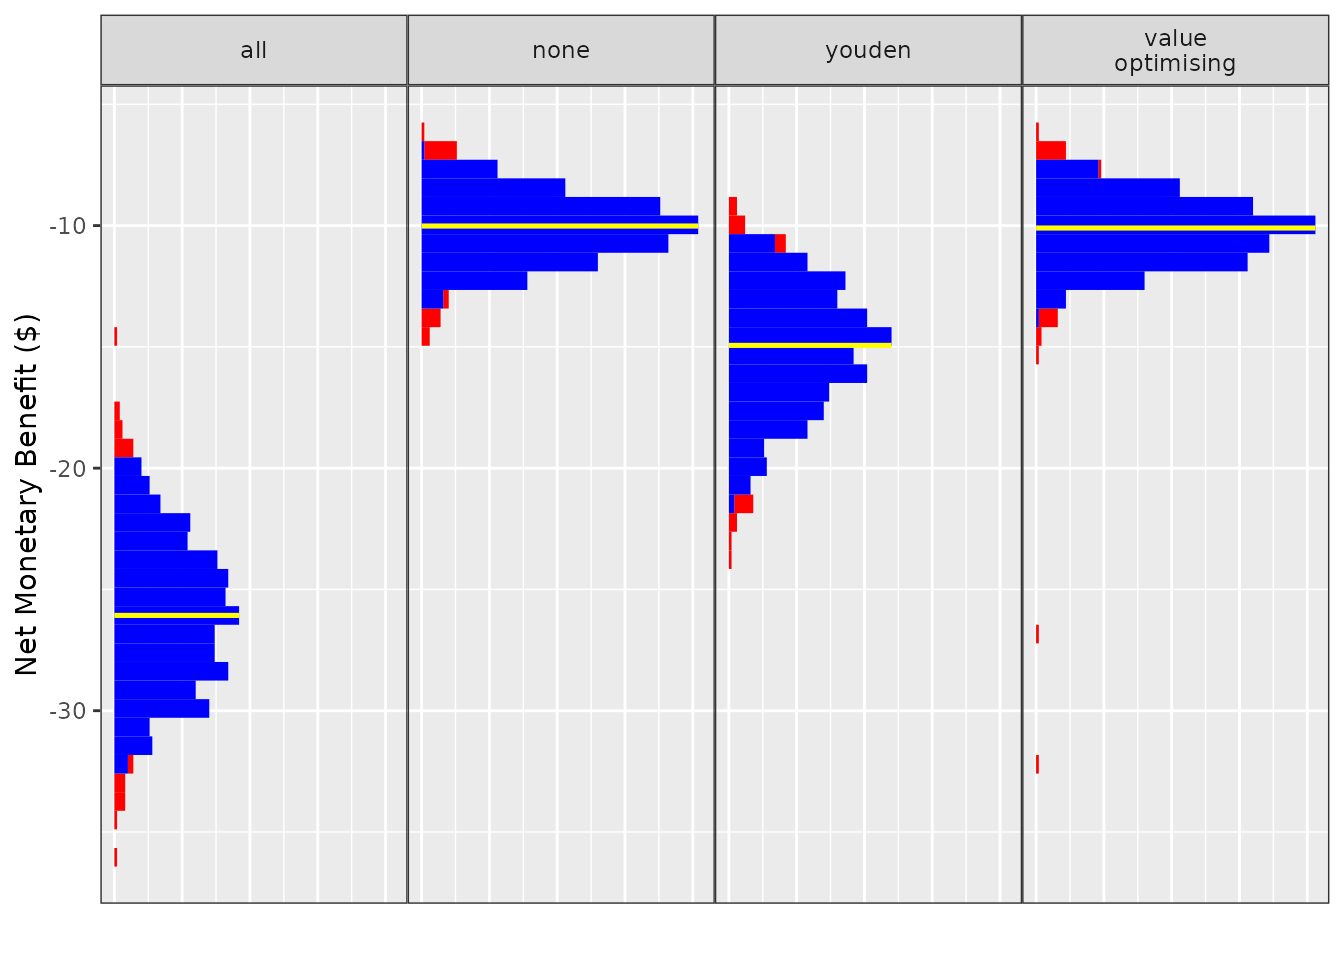 all
none
youden
value
optimising
Net Monetary Benefit ($)
-10
-20
-30